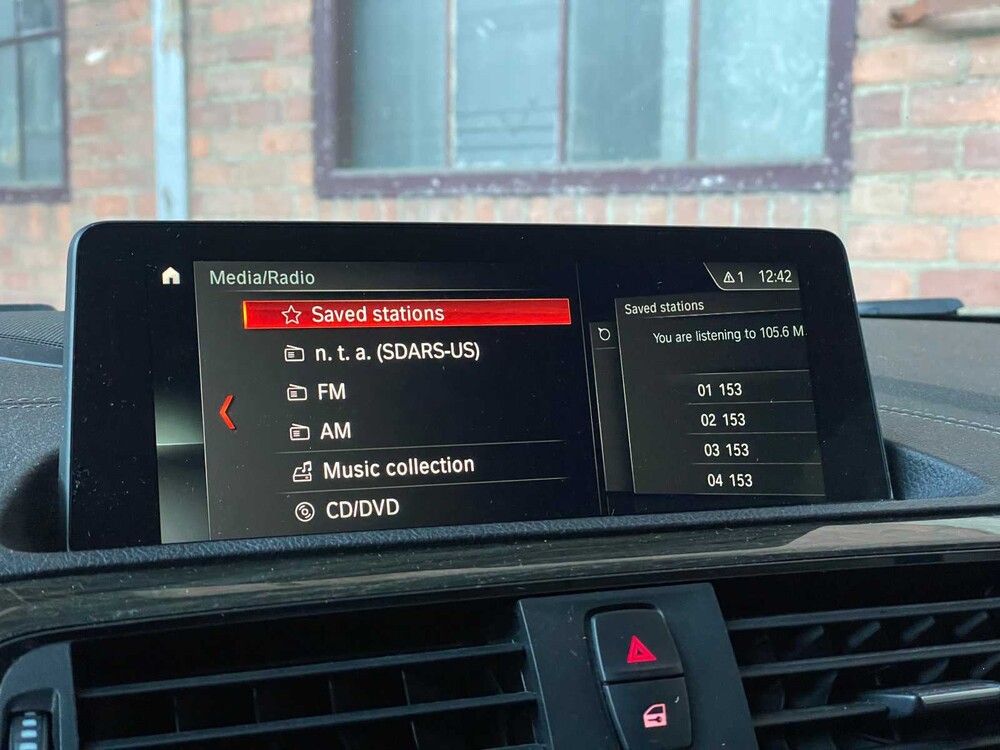 Media/Radio
Saved stations
n. t. a. (SDARS-US)
FM
AM
Music collection
CD/DVD
1 12:42
Saved stations
You are listening to 105.6 M
01 153
02 153
03 153
04 153